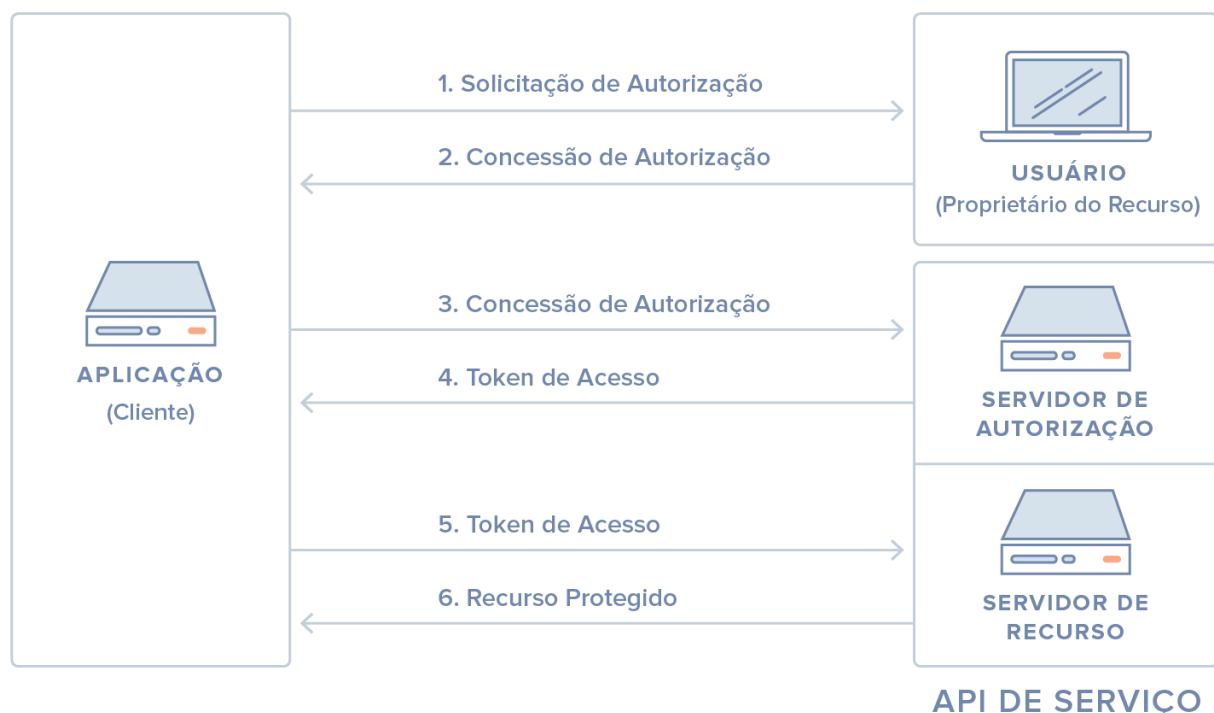 1. Solicitação de Autorização
2. Concessão de Autorização
USUÁRIO
(Proprietário do Recurso)
APLICAÇÃO
(Cliente)
3. Concessão de Autorização
4. Token de Acesso
SERVIDOR DE
AUTORIZAÇÃO
5. Token de Acesso
6. Recurso Protegido
SERVIDOR DE
RECURSO
API DE SERVIÇO